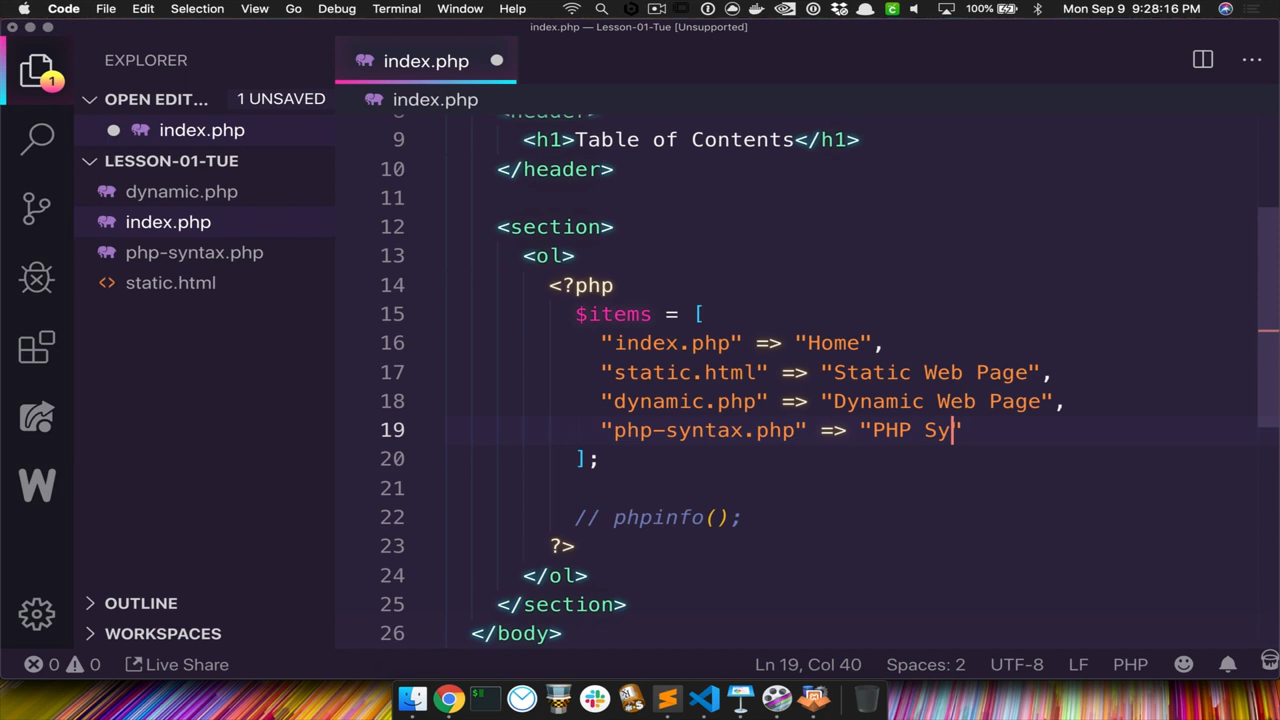 Code File Edit Selection View Go Debug Terminal Window Help 100% Mon Sep 9 9:28:16 PM
index.php — Lesson-01-Tue [Unsupported]
1
EXPLORER
OPEN EDIT... 1 UNSAVED
index.php
LESSON-01-TUE
dynamic.php
index.php
php-syntax.php
static.html
OUTLINE
WORKSPACES
index.php
index.php
8 <header>
9 <h1>Table of Contents</h1>
10 </header>
11
12 <section>
13 <ol>
14 <?php
15 $items = [
16 "index.php" => "Home",
17 "static.html" => "Static Web Page",
18 "dynamic.php" => "Dynamic Web Page",
19 "php-syntax.php" => "PHP Sy"
20 ];
21
22 // phpinfo();
23 ?>
24 </ol>
25 </section>
26 </body>
0 0 Live Share Ln 19, Col 40 Spaces: 2 UTF-8 LF PHP